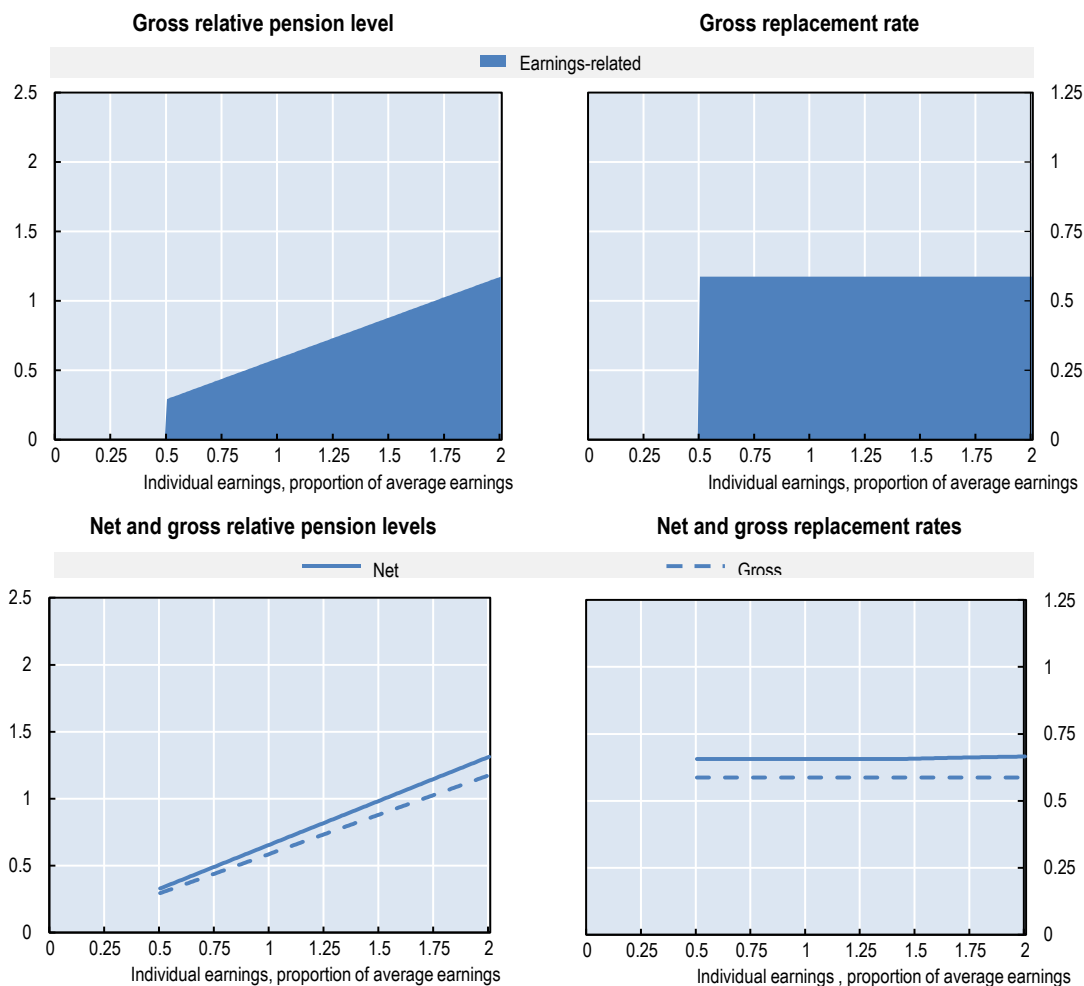 Gross relative pension level
Gross replacement rate
Earnings-related
2.5
2
1.5
1
0.5
0
0 0.25 0.5 0.75 1 1.25 1.5 1.75 2
Individual earnings, proportion of average earnings
1.25
1
0.75
0.5
0.25
0
0 0.25 0.5 0.75 1 1.25 1.5 1.75 2
Individual earnings, proportion of average earnings
Net and gross relative pension levels
Net and gross replacement rates
Net Gross
2.5
2
1.5
1
0.5
0
0 0.25 0.5 0.75 1 1.25 1.5 1.75 2
Individual earnings, proportion of average earnings
1.25
1
0.75
0.5
0.25
0
0 0.25 0.5 0.75 1 1.25 1.5 1.75 2
Individual earnings , proportion of average earnings